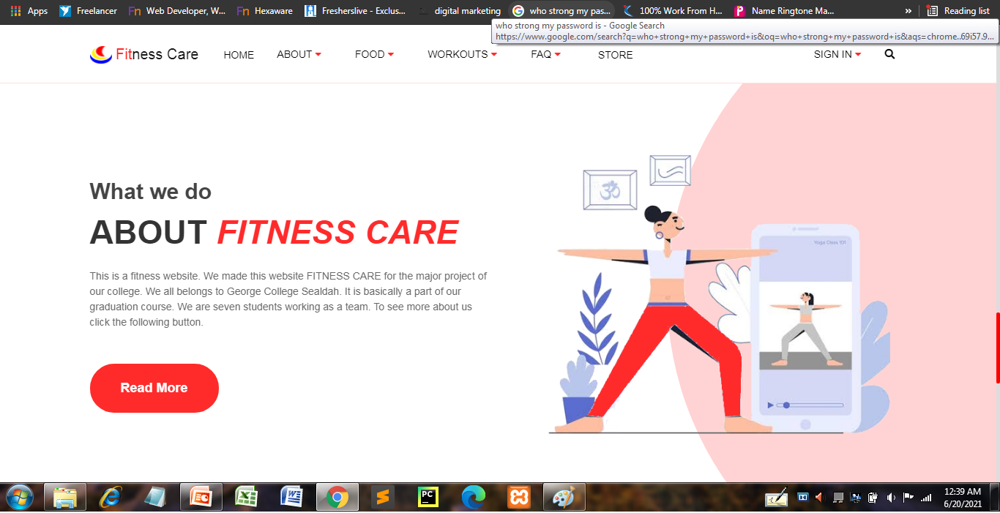 Apps Freelancer Web Developer, W... Hexaware Fresherslive - Exclus... digital marketing who strong my pas... 100% Work From H... Name Ringtone Ma... » Reading list
who strong my password is - Google Search
https://www.google.com/search?q=who+strong+my+password+is&oq=who+strong+my+password+is&aqs=chrome..69i57.9...
Fitness Care HOME ABOUT FOOD WORKOUTS FAQ STORE SIGN IN
ॐ
What we do
ABOUT FITNESS CARE
Yoga Class 101
This is a fitness website. We made this website FITNESS CARE for the major project of
our college. We all belongs to George College Sealdah. It is basically a part of our
graduation course. We are seven students working as a team. To see more about us
click the following button.
Read More
PC
12:39 AM
6/20/2021